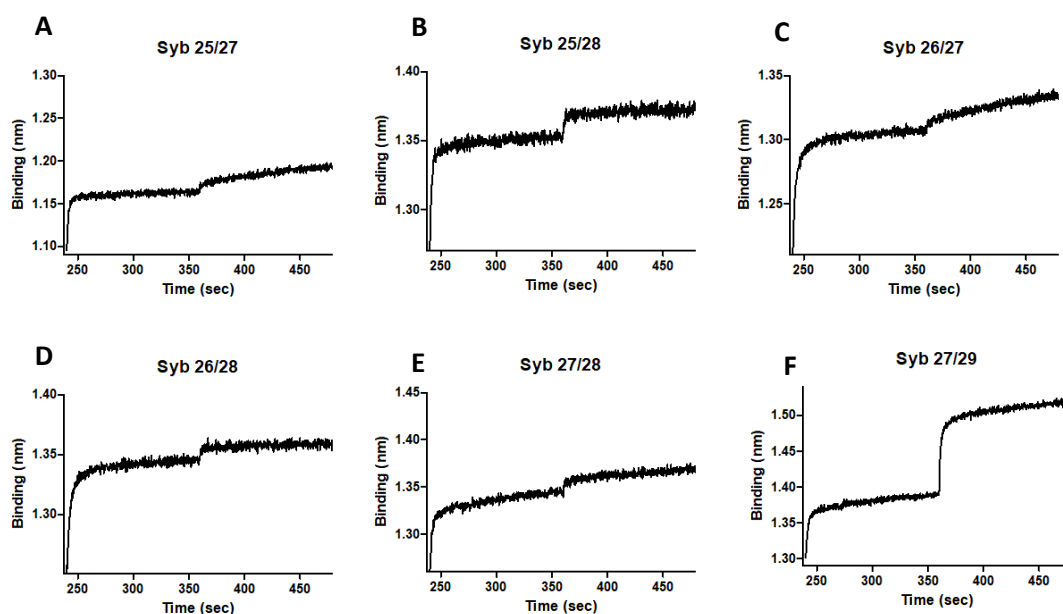 A
Syb 25/27
Binding (nm)
1.30
1.25
1.20
1.15
1.10
250 300 350 400 450
Time (sec)
B
Syb 25/28
Binding (nm)
1.40
1.35
1.30
250 300 350 400 450
Time (sec)
C
Syb 26/27
Binding (nm)
1.35
1.30
1.25
250 300 350 400 450
Time (sec)
D
Syb 26/28
Binding (nm)
1.40
1.35
1.30
250 300 350 400 450
Time (sec)
E
Syb 27/28
Binding (nm)
1.45
1.40
1.35
1.30
250 300 350 400 450
Time (sec)
F
Syb 27/29
Binding (nm)
1.50
1.45
1.40
1.35
1.30
250 300 350 400 450
Time (sec)